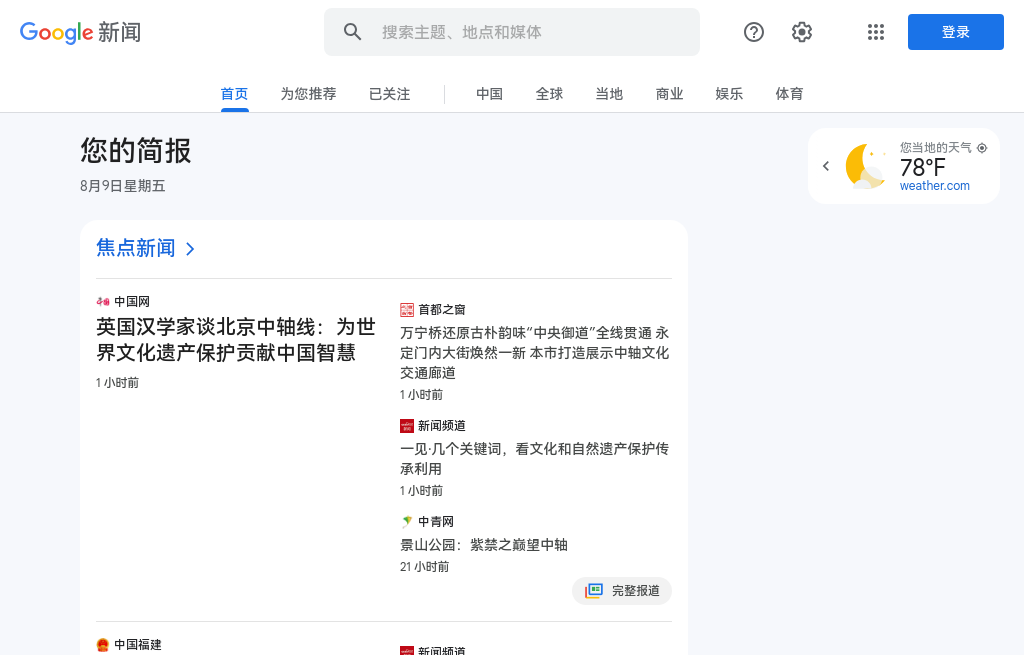 Google 新闻
搜索主题、地点和媒体
登录
首页
为您推荐
已关注
中国
全球
当地
商业
娱乐
体育
您的简报
8月9日星期五
您当地的天气
78°F
weather.com
焦点新闻
中国网
英国汉学家谈北京中轴线：为世
界文化遗产保护贡献中国智慧
1 小时前
首都之窗
万宁桥还原古朴韵味“中央御道”全线贯通 永
定门内大街焕然一新 本市打造展示中轴文化
交通廊道
1 小时前
新闻频道
一见·几个关键词，看文化和自然遗产保护传
承利用
1 小时前
中青网
景山公园：紫禁之巅望中轴
21 小时前
完整报道
中国福建
新闻频道